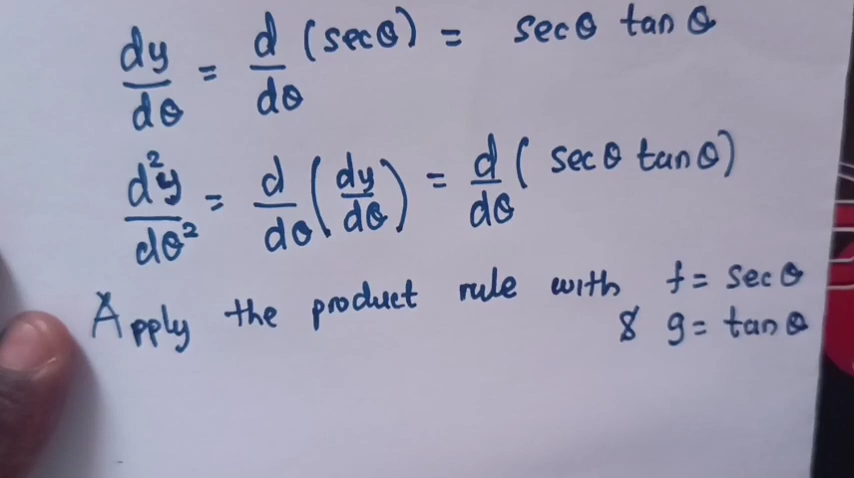 dy/dθ = d/dθ (secθ) = secθ tanθ
d²y/dθ² = d/dθ (dy/dθ) = d/dθ (secθ tanθ)
Apply the product rule with f = secθ
& g = tanθ